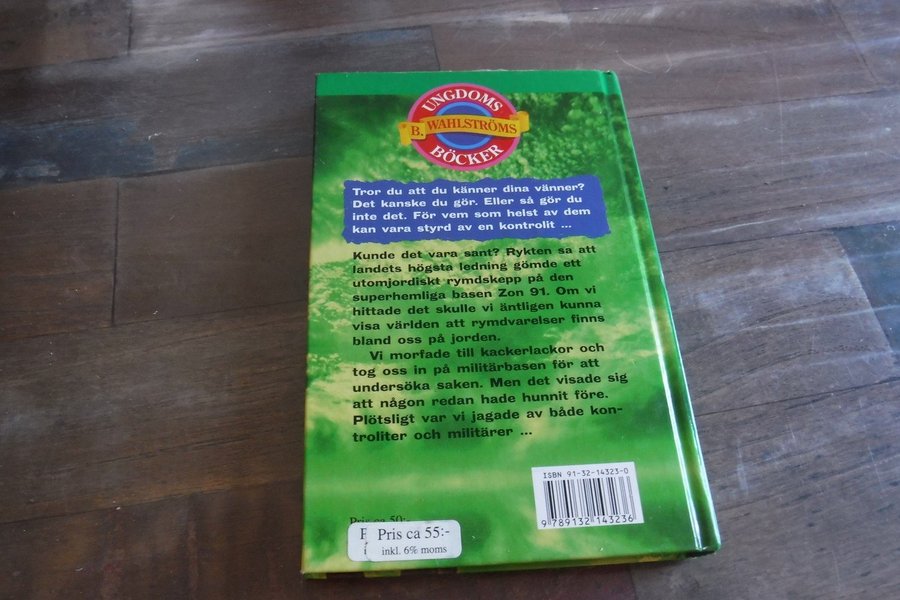 UNGDOMS
B. WAHLSTRÖMS
BÖCKER
Tror du att du känner dina vänner?
Det kanske du gör. Eller så gör du
inte det. För vem som helst av dem
kan vara styrd av en kontrolit ...
Kunde det vara sant? Rykten sa att
landets högsta ledning gömde ett
utomjordiskt rymdskepp på den
superhemliga basen Zon 91. Om vi
hittade det skulle vi äntligen kunna
visa världen att rymdvarelser finns
bland oss på jorden.
Vi morfade till kackerlackor och
tog oss in på militärbasen för att
undersöka saken. Men det visade sig
att någon redan hade hunnit före.
Plötsligt var vi jagade av både kon-
troliter och militärer ...
ISBN 91-32-14323-0
9 789132 143236
Pris ca 50:-
Pris ca 55:-
inkl. 6% moms